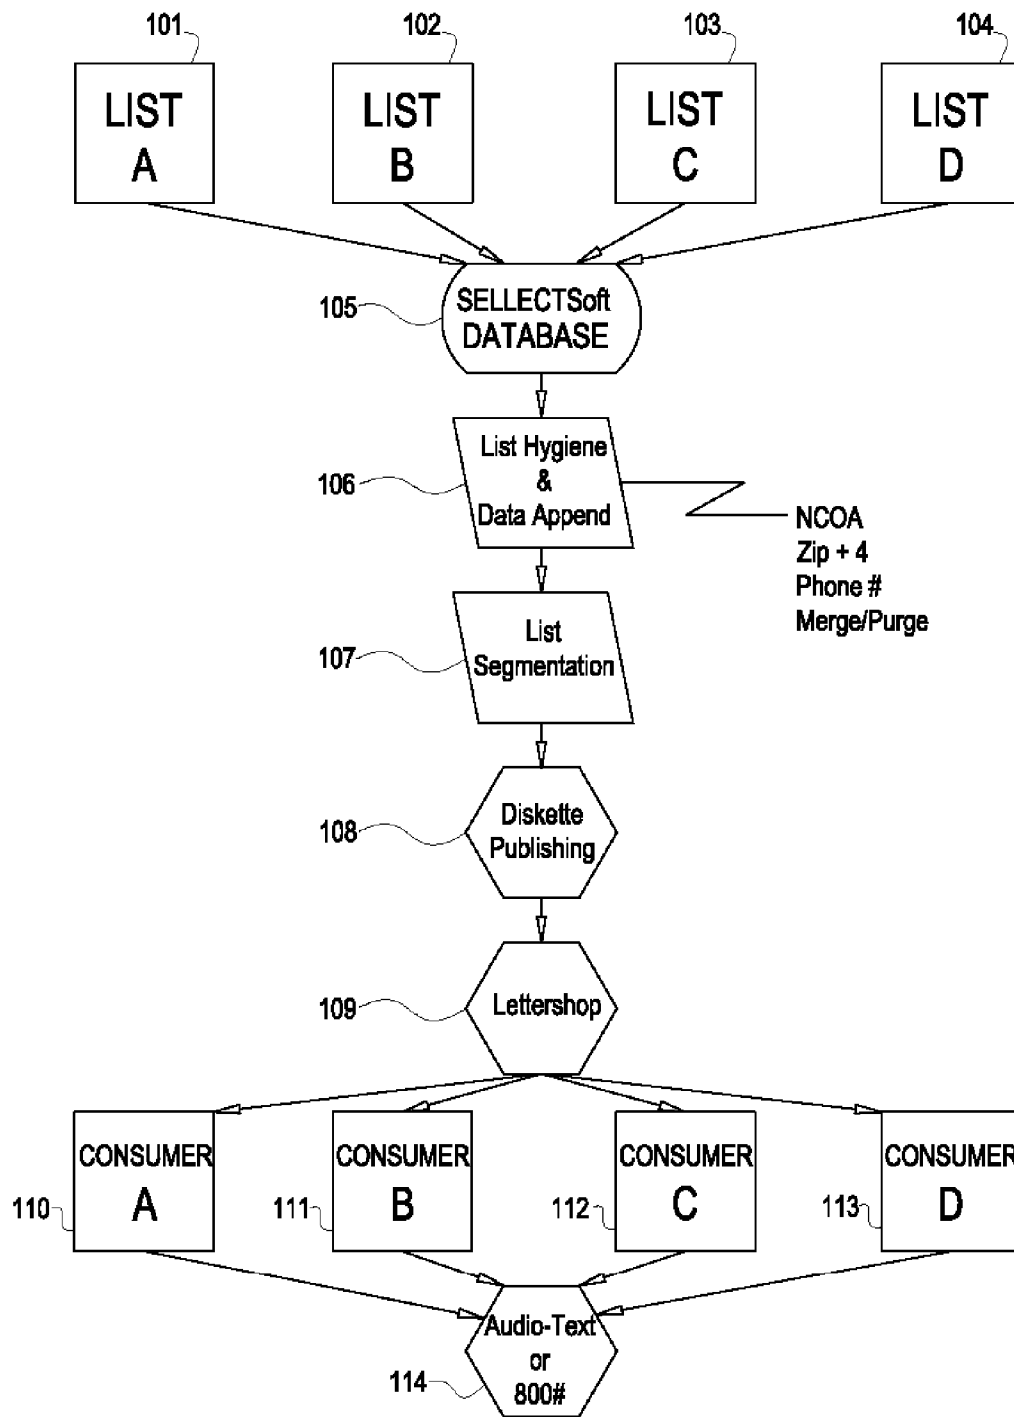 101
102
103
104
LIST
A
LIST
B
LIST
C
LIST
D
105
SELLECTSoft
DATABASE
106
List Hygiene
&
Data Append
NCOA
Zip + 4
Phone #
Merge/Purge
107
List
Segmentation
108
Diskette
Publishing
109
Lettershop
CONSUMER
A
CONSUMER
B
CONSUMER
C
CONSUMER
D
110
111
112
113
Audio-Text
or
800#
114